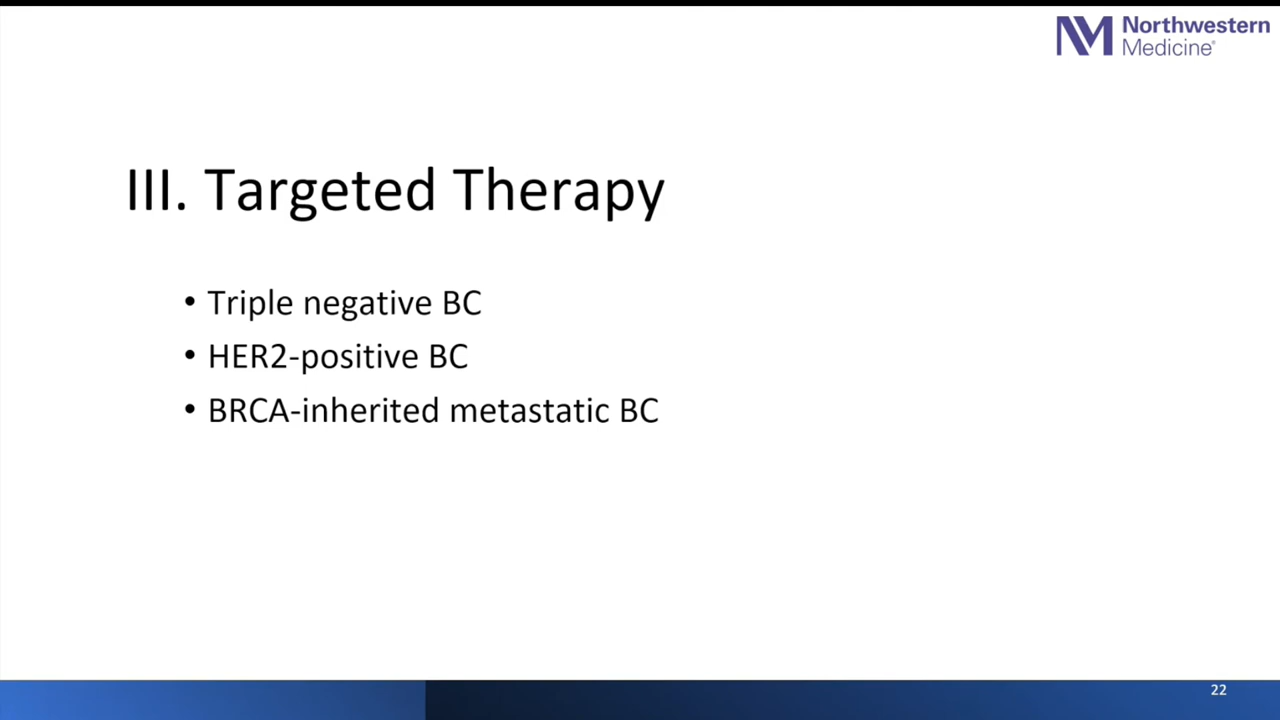 Northwestern
Medicine®
III. Targeted Therapy
• Triple negative BC
• HER2-positive BC
• BRCA-inherited metastatic BC
22